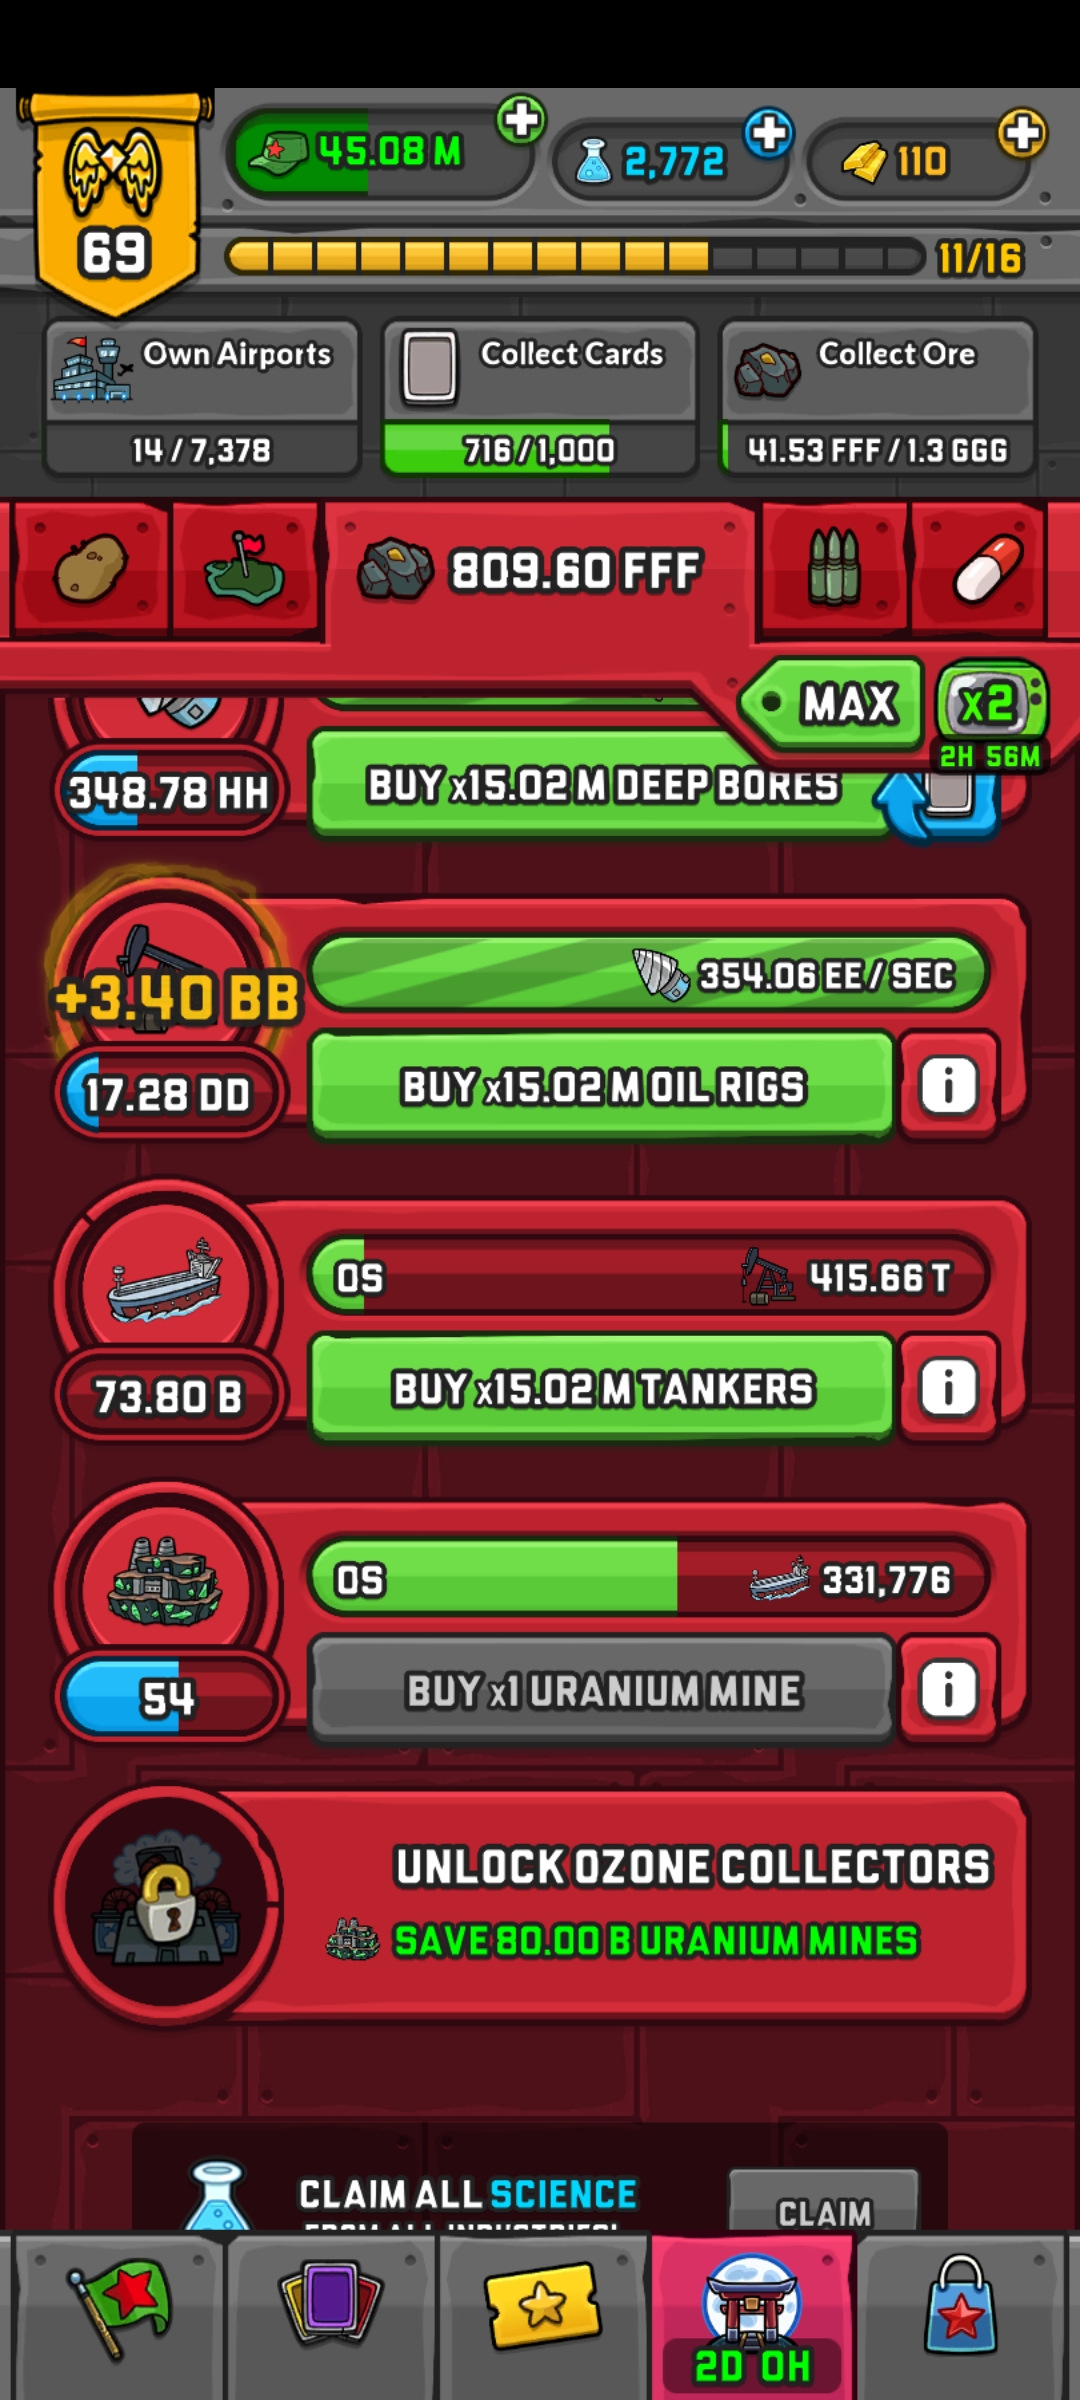 45.08 M
2,772
110
69
11/16
Own Airports
Collect Cards
Collect Ore
14 / 7,378
716 / 1,000
41.53 FFF / 1.3 GGG
809.60 FFF
MAX
x2
2H 56M
348.78 HH
BUY x15.02 M DEEP BORES
+3.40 BB
354.06 EE / SEC
17.28 DD
BUY x15.02 M OIL RIGS
i
0S
415.66 T
73.80 B
BUY x15.02 M TANKERS
i
0S
331,776
54
BUY x1 URANIUM MINE
i
UNLOCK OZONE COLLECTORS
SAVE 80.00 B URANIUM MINES
CLAIM ALL SCIENCE
FROM ALL INDUSTRIES!
CLAIM
2D 0H